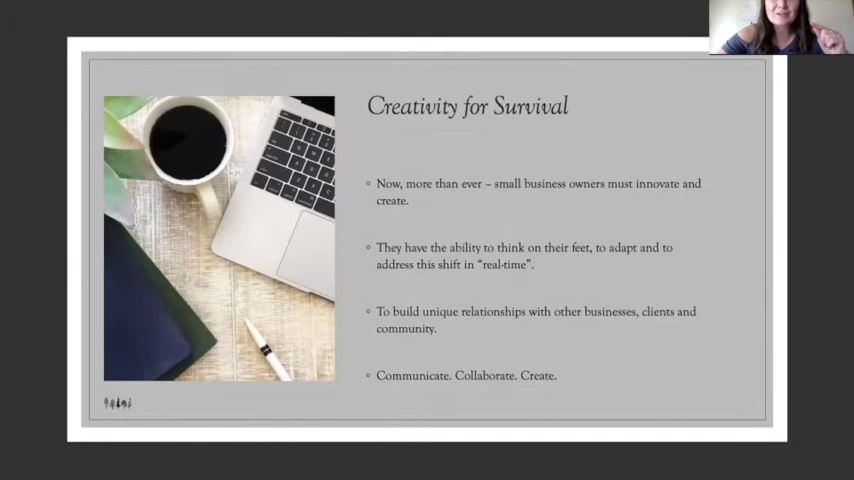 Creativity for Survival
Now, more than ever – small business owners must innovate and
create.
They have the ability to think on their feet, to adapt and to
address this shift in “real-time”.
To build unique relationships with other businesses, clients and
community.
Communicate. Collaborate. Create.